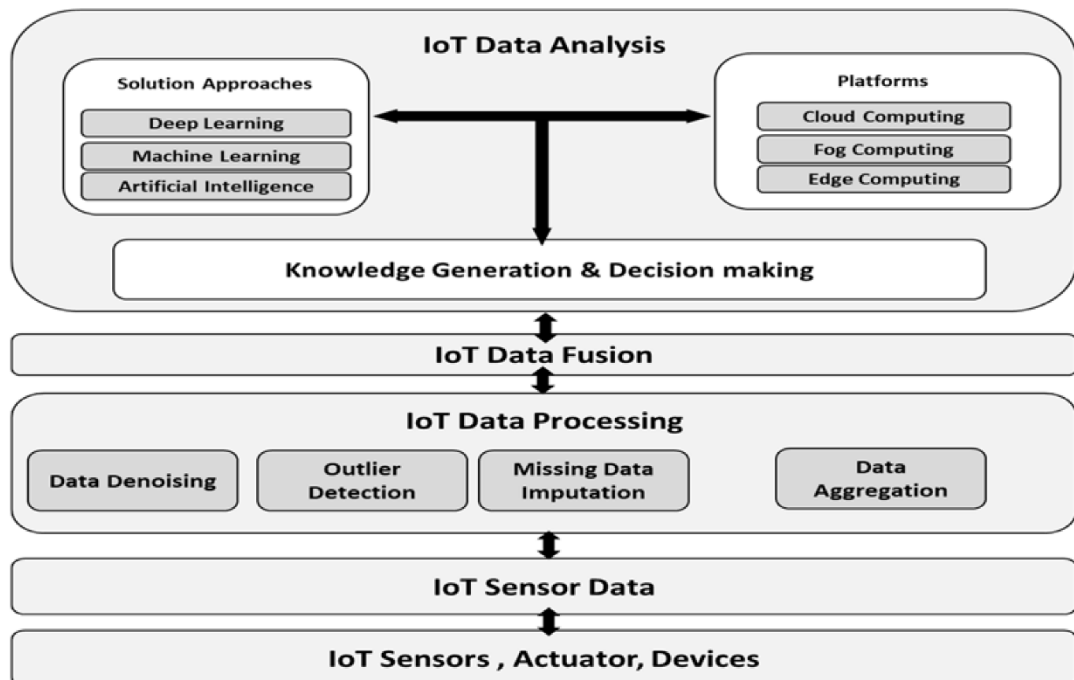 IoT Data Analysis
Solution Approaches
Deep Learning
Machine Learning
Artificial Intelligence
Platforms
Cloud Computing
Fog Computing
Edge Computing
Knowledge Generation & Decision making
IoT Data Fusion
IoT Data Processing
Data Denoising
Outlier
Detection
Missing Data
Imputation
Data
Aggregation
IoT Sensor Data
IoT Sensors , Actuator, Devices